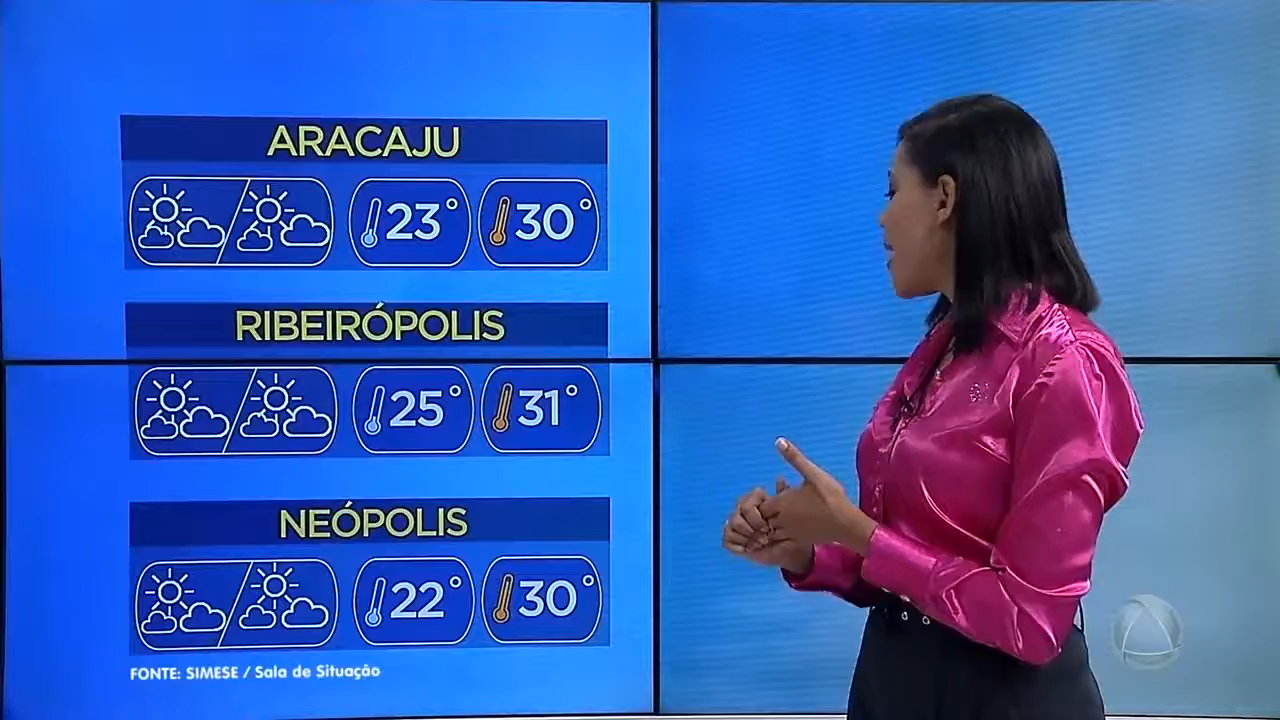 ARACAJU
23° 30°
RIBEIRÓPOLIS
25° 31°
NEÓPOLIS
22° 30°
FONTE: SIMESE / Sala de Situação